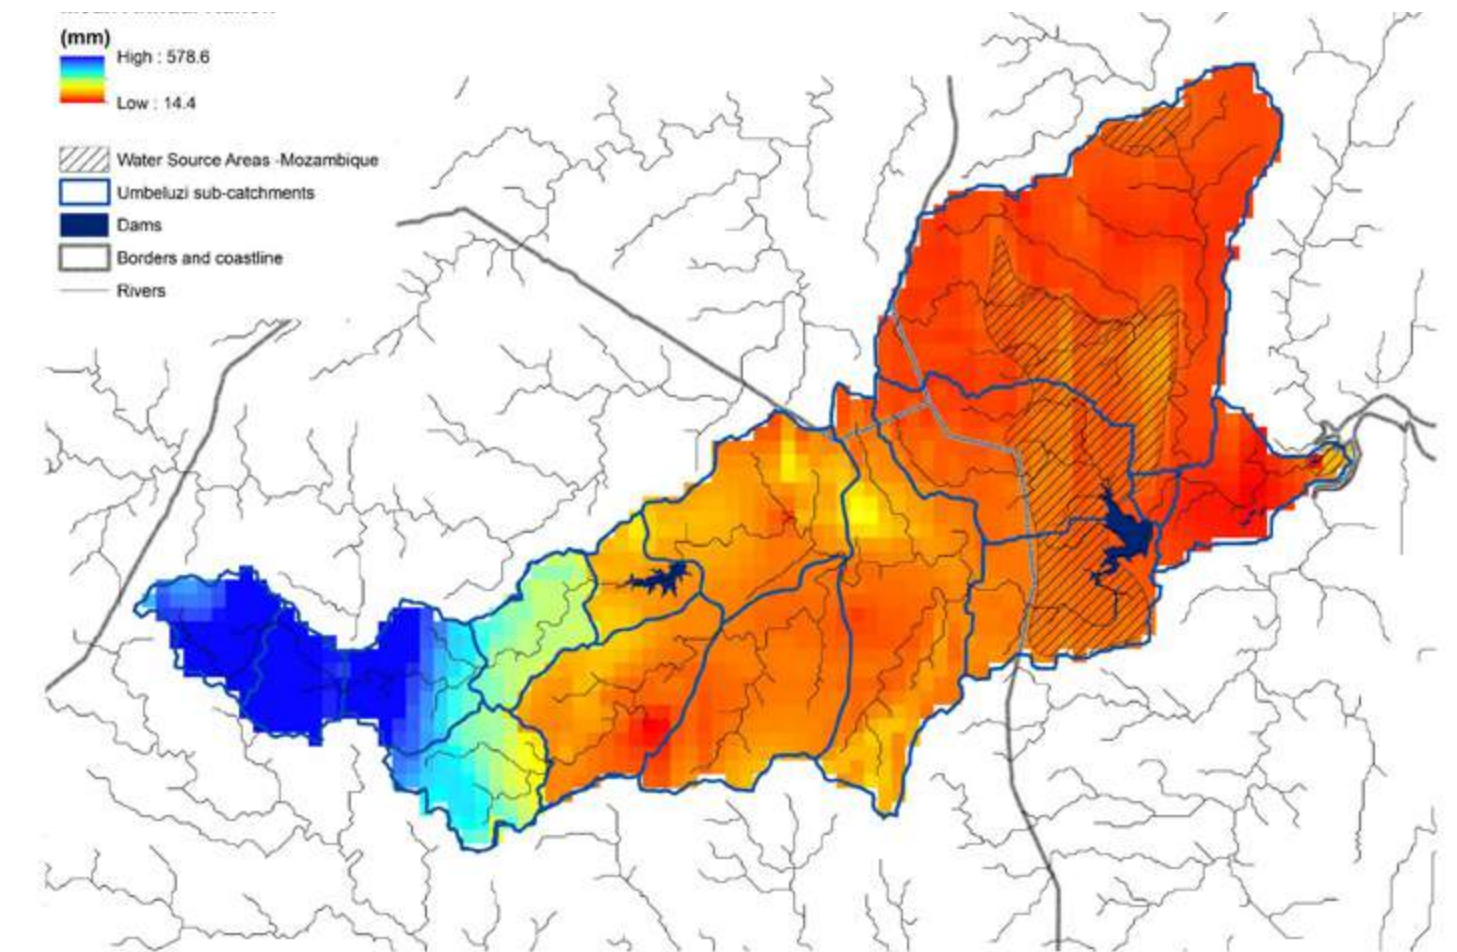 (mm)
High : 578.6
Low : 14.4
Water Source Areas -Mozambique
Umbeluzi sub-catchments
Dams
Borders and coastline
Rivers